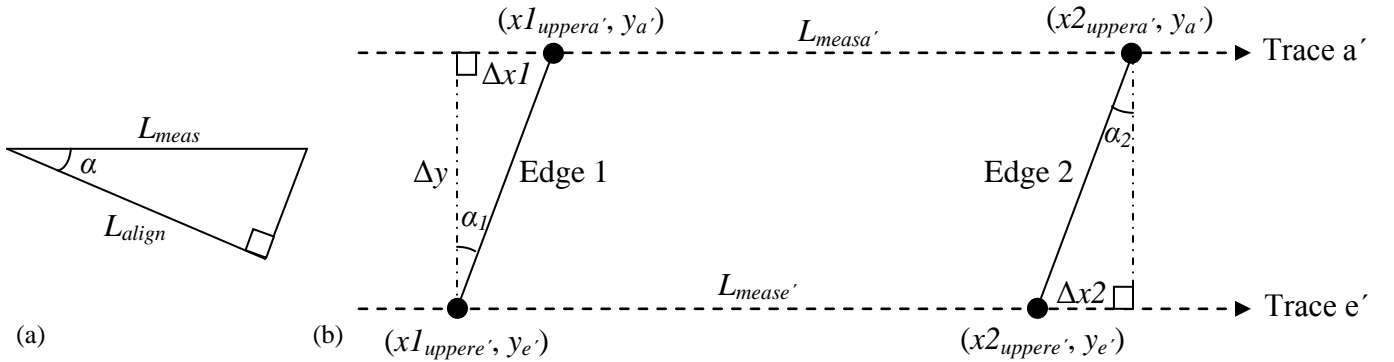 L_meas
α
L_align
(a)
(x1_uppera´, y_a´)
(x2_uppera´, y_a´)
L_measa´
Trace a´
Δx1
α_2
Δy
Edge 1
Edge 2
α_1
L_mease´
Δx2
Trace e´
(b)
(x1_uppere´, y_e´)
(x2_uppere´, y_e´)